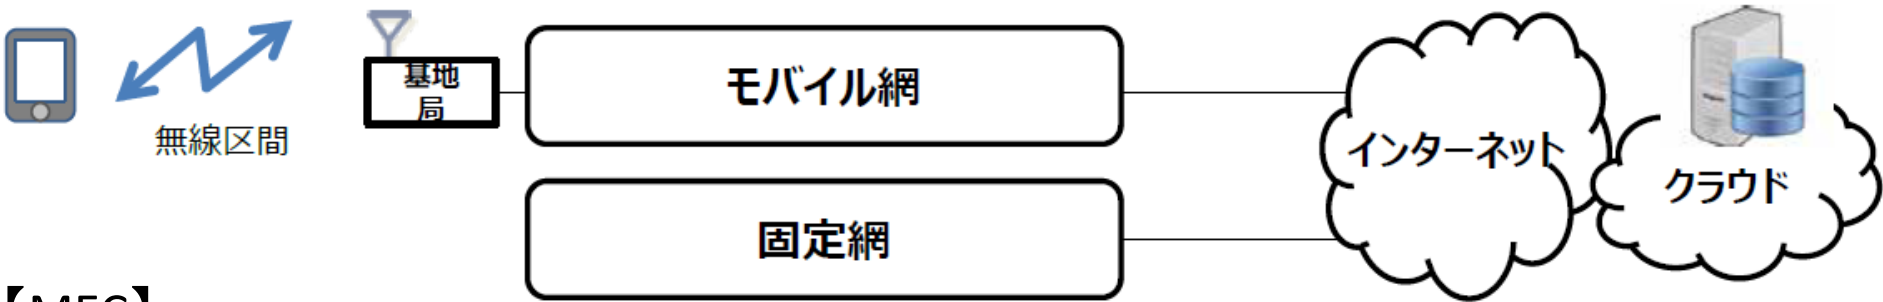 基地
局
モバイル網
無線区間
インターネット
クラウド
固定網
【MEC】